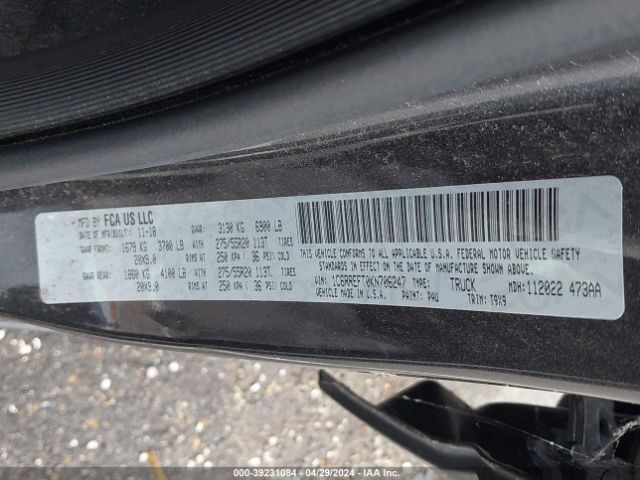 MFD BY FCA US LLC
DATE OF MFR(BUILT): 11-18 GVWR: 3130 KG 6900 LB
GAWR FRONT: 1679 KG 3700 LB WITH 275/55R20 113T TIRES
20X9.0 RIMS AT 250 KPA ( 36 PSI) COLD
GAWR REAR: 1860 KG 4100 LB WITH 275/55R20 113T TIRES
20X9.0 RIMS AT 250 KPA ( 36 PSI) COLD
THIS VEHICLE CONFORMS TO ALL APPLICABLE U.S.A. FEDERAL MOTOR VEHICLE SAFETY
STANDARDS IN EFFECT ON THE DATE OF MANUFACTURE SHOWN ABOVE.
VIN: 1C6RREFT0KN706247 TYPE: TRUCK MDH: 112022 473AA
VEHICLE MADE IN U.S.A. PAINT: PAU TRIM: T9X9
000-39231084 | 04/29/2024 | IAA Inc.